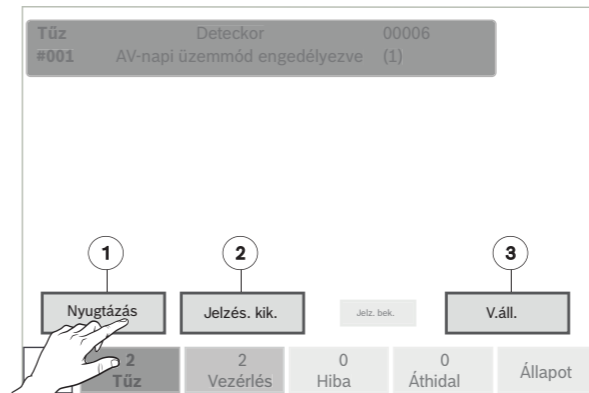 Tűz Deteckor 00006
#001 AV-napi üzemmód engedélyezve (1)
1 2 3
Nyugtázás Jelzés. kik. Jelz. bek. V.áll.
2 2 0 0
Tűz Vezérlés Hiba Áthidal Állapot